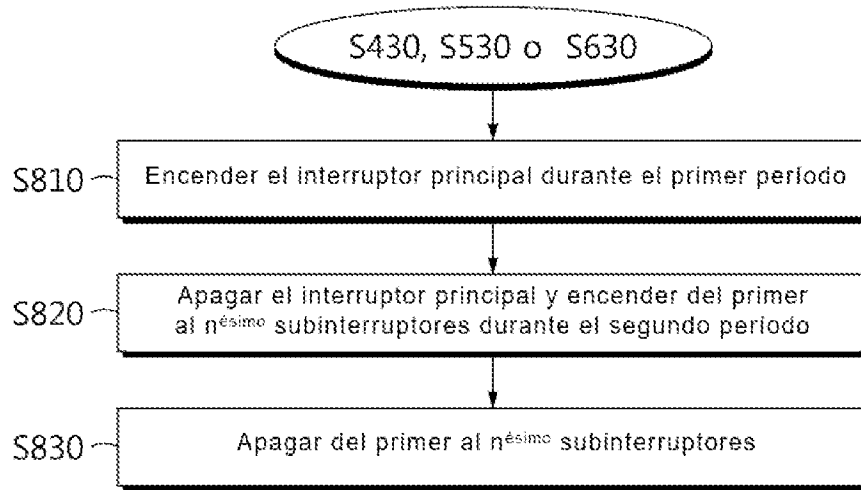 S430, S530 o S630
S810
Encender el interruptor principal durante el primer período
S820
Apagar el interruptor principal y encender del primer
al nésimo subinterruptores durante el segundo período
S830
Apagar del primer al nésimo subinterruptores